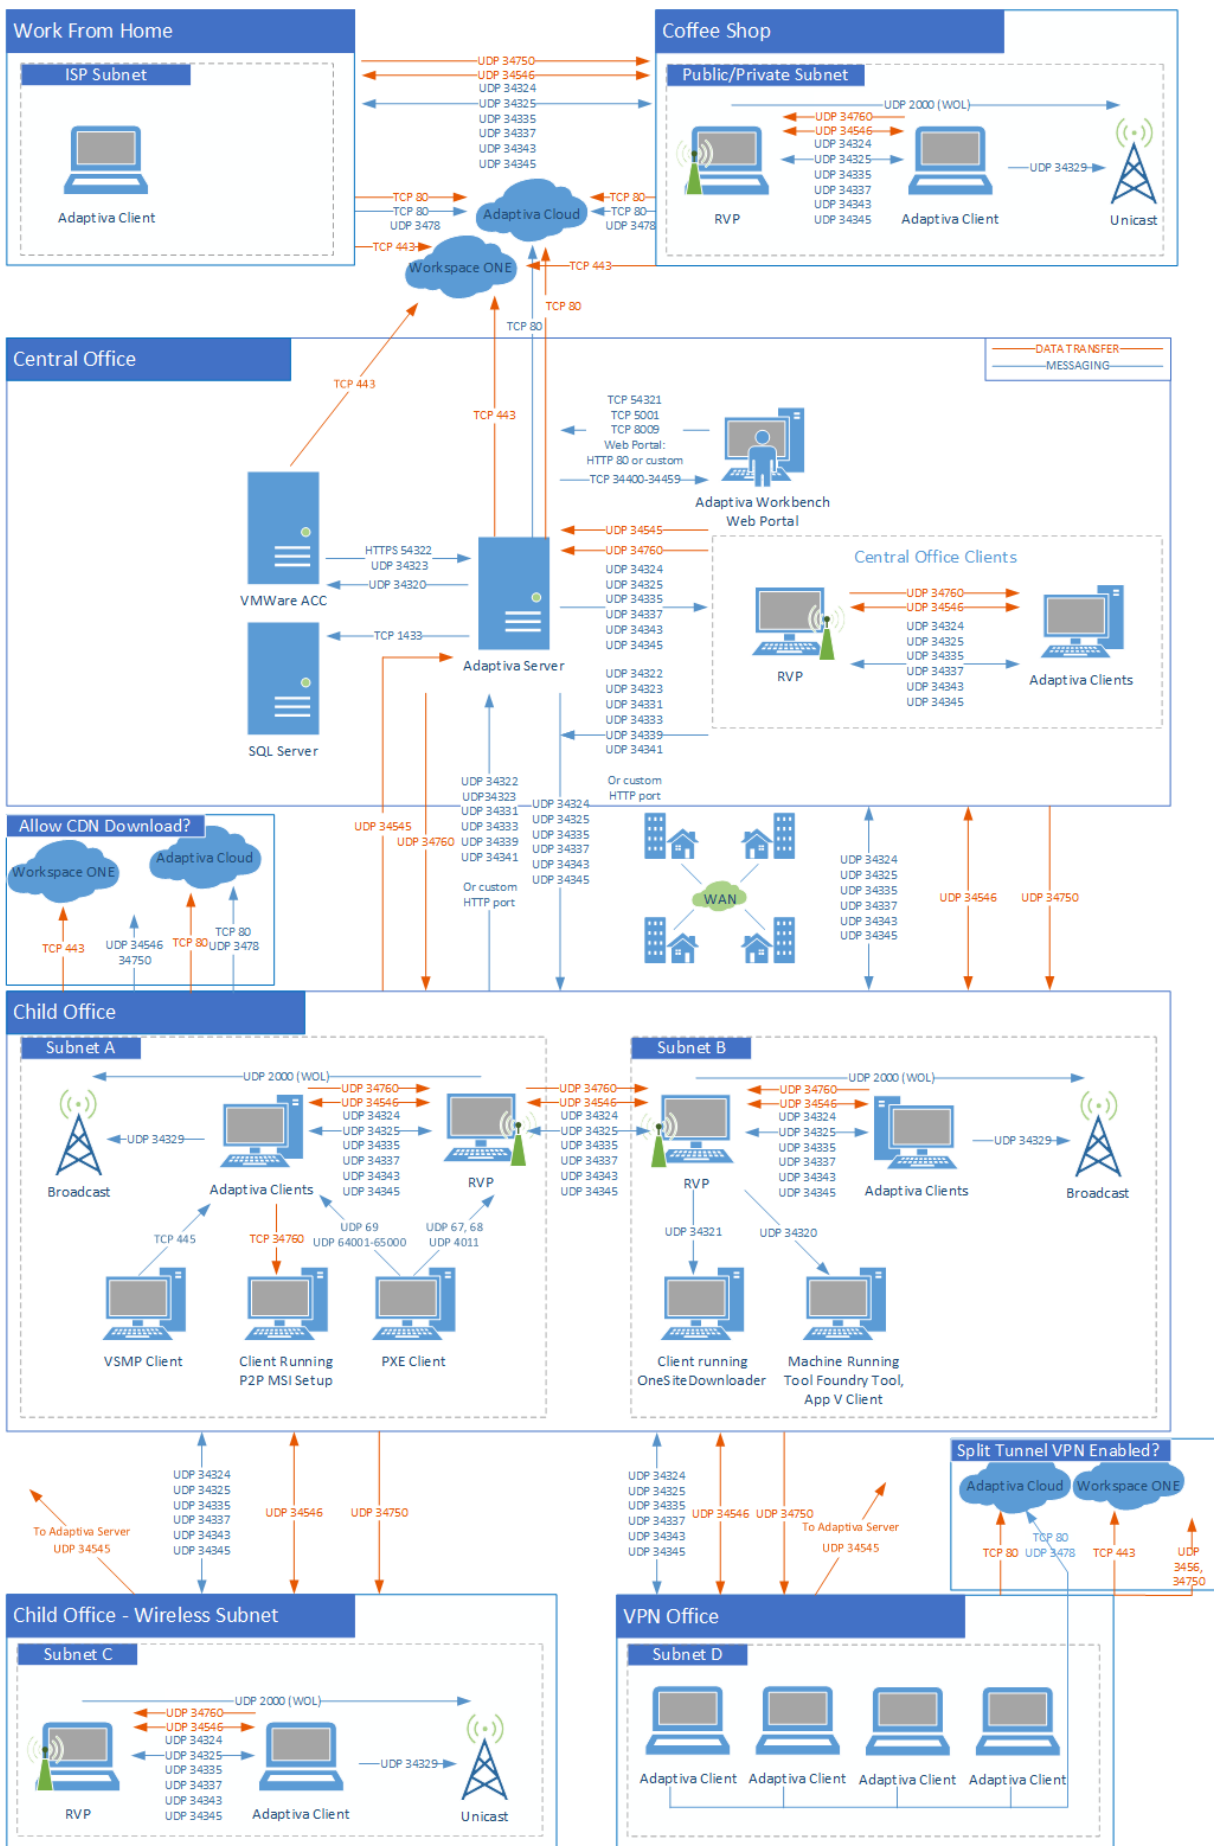 Work From Home
ISP Subnet
Adaptiva Client
UDP 34750
UDP 34546
UDP 34324
UDP 34325
UDP 34335
UDP 34337
UDP 34343
UDP 34345
Coffee Shop
Public/Private Subnet
UDP 2000 (WOL)
UDP 34760
UDP 34546
UDP 34324
UDP 34325
UDP 34335
UDP 34337
UDP 34343
UDP 34345
UDP 34329
RVP
Adaptiva Client
Unicast
TCP 80
TCP 80
UDP 3478
TCP 443
Adaptiva Cloud
Workspace ONE
TCP 80
TCP 80
UDP 3478
TCP 443
TCP 80
TCP 80
Central Office
DATA TRANSFER
MESSAGING
TCP 443
TCP 443
TCP 54321
TCP 5001
TCP 8009
Web Portal:
HTTP 80 or custom
TCP 34400-34459
Adaptiva Workbench
Web Portal
VMWare ACC
HTTPS 54322
UDP 34323
UDP 34320
TCP 1433
Adaptiva Server
SQL Server
UDP 34545
UDP 34760
UDP 34324
UDP 34325
UDP 34335
UDP 34337
UDP 34343
UDP 34345
UDP 34322
UDP 34323
UDP 34331
UDP 34333
UDP 34339
UDP 34341
Or custom
HTTP port
Central Office Clients
UDP 34760
UDP 34546
UDP 34324
UDP 34325
UDP 34335
UDP 34337
UDP 34343
UDP 34345
RVP
Adaptiva Clients
Allow CDN Download?
Workspace ONE
Adaptiva Cloud
TCP 443
UDP 34546
34750
TCP 80
TCP 80
UDP 3478
UDP 34545
UDP 34760
UDP 34322
UDP34323
UDP 34331
UDP 34333
UDP 34339
UDP 34341
Or custom
HTTP port
UDP 34324
UDP 34325
UDP 34335
UDP 34337
UDP 34343
UDP 34345
WAN
UDP 34324
UDP 34325
UDP 34335
UDP 34337
UDP 34343
UDP 34345
UDP 34546
UDP 34750
Child Office
Subnet A
UDP 2000 (WOL)
UDP 34760
UDP 34546
UDP 34324
UDP 34325
UDP 34335
UDP 34337
UDP 34343
UDP 34345
UDP 34329
Broadcast
Adaptiva Clients
RVP
TCP 445
TCP 34760
UDP 69
UDP 64001-65000
UDP 67, 68
UDP 4011
VSMP Client
Client Running
P2P MSI Setup
PXE Client
UDP 34760
UDP 34546
UDP 34324
UDP 34325
UDP 34335
UDP 34337
UDP 34343
UDP 34345
Subnet B
UDP 2000 (WOL)
UDP 34760
UDP 34546
UDP 34324
UDP 34325
UDP 34335
UDP 34337
UDP 34343
UDP 34345
UDP 34329
RVP
Adaptiva Clients
Broadcast
UDP 34321
UDP 34320
Client running
OneSiteDownloader
Machine Running
Tool Foundry Tool,
App V Client
To Adaptiva Server
UDP 34545
UDP 34324
UDP 34325
UDP 34335
UDP 34337
UDP 34343
UDP 34345
UDP 34546
UDP 34750
UDP 34324
UDP 34325
UDP 34335
UDP 34337
UDP 34343
UDP 34345
UDP 34546
UDP 34750
To Adaptiva Server
UDP 34545
Split Tunnel VPN Enabled?
Adaptiva Cloud
Workspace ONE
TCP 80
TCP 80
UDP 3478
TCP 443
UDP
3456,
34750
Child Office - Wireless Subnet
Subnet C
UDP 2000 (WOL)
UDP 34760
UDP 34546
UDP 34324
UDP 34325
UDP 34335
UDP 34337
UDP 34343
UDP 34345
UDP 34329
RVP
Adaptiva Client
Unicast
VPN Office
Subnet D
Adaptiva Client
Adaptiva Client
Adaptiva Client
Adaptiva Client